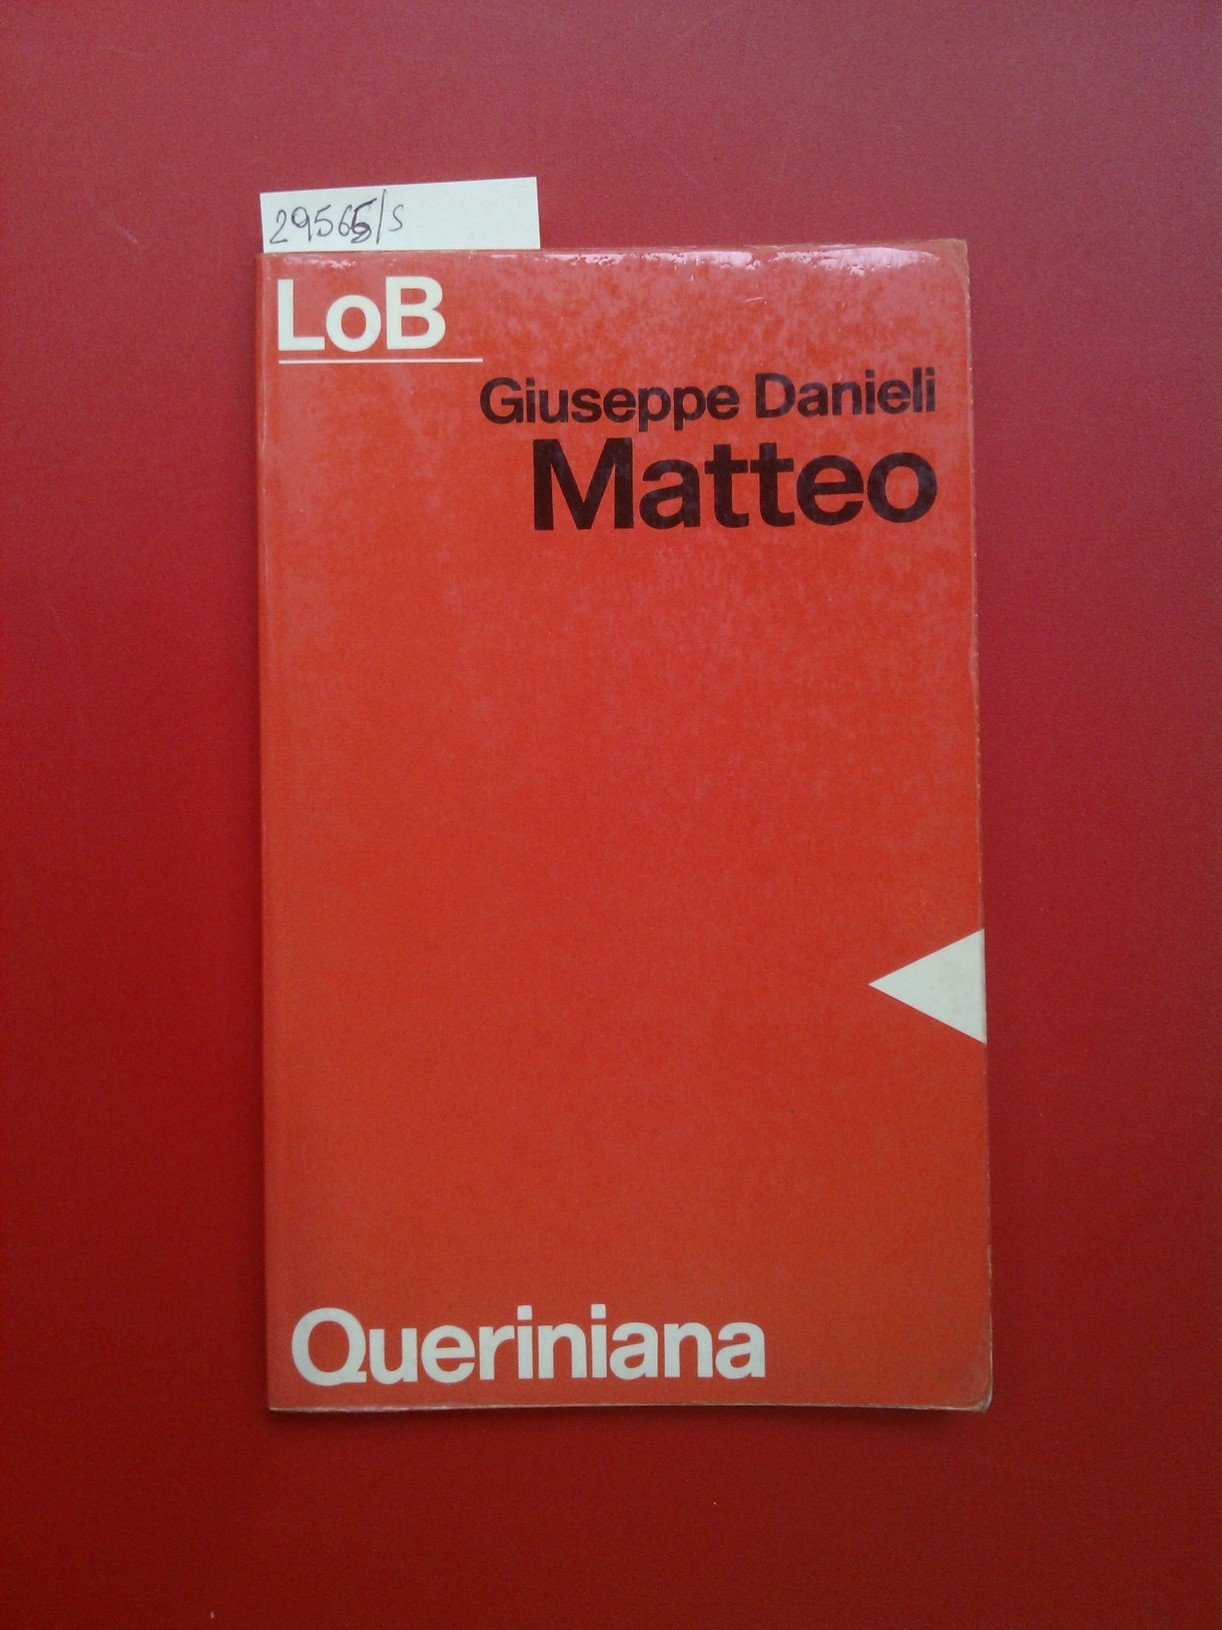 29565/s
LoB
Giuseppe Danieli
Matteo
Queriniana